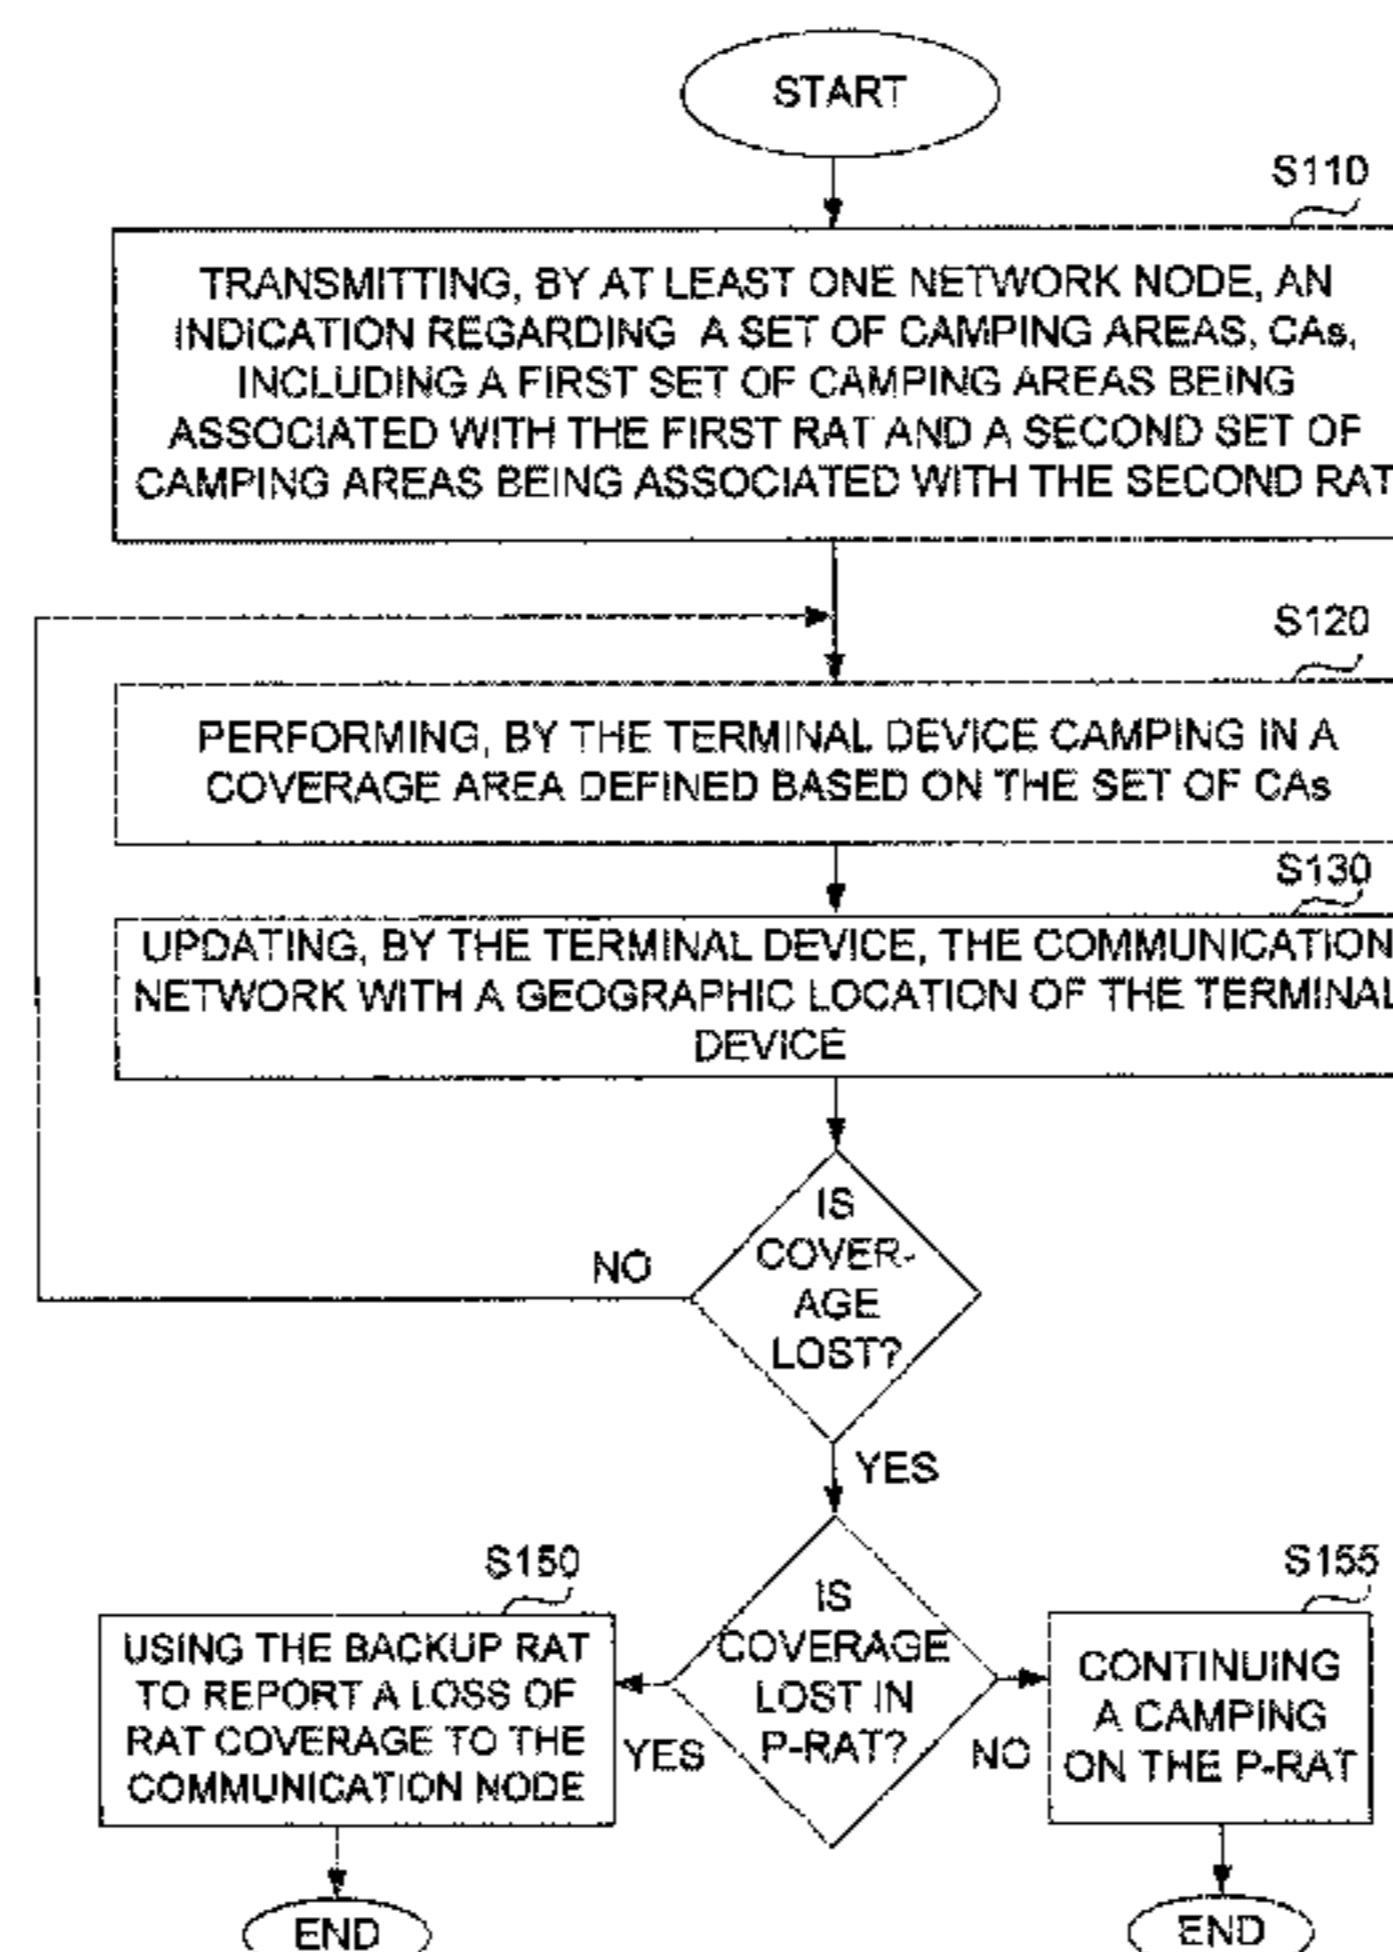 START
S110
TRANSMITTING, BY AT LEAST ONE NETWORK NODE, AN
INDICATION REGARDING A SET OF CAMPING AREAS, CAs,
INCLUDING A FIRST SET OF CAMPING AREAS BEING
ASSOCIATED WITH THE FIRST RAT AND A SECOND SET OF
CAMPING AREAS BEING ASSOCIATED WITH THE SECOND RAT
S120
PERFORMING, BY THE TERMINAL DEVICE CAMPING IN A
COVERAGE AREA DEFINED BASED ON THE SET OF CAs
S130
UPDATING, BY THE TERMINAL DEVICE, THE COMMUNICATION
NETWORK WITH A GEOGRAPHIC LOCATION OF THE TERMINAL
DEVICE
IS
COVER-
AGE
LOST?
NO
YES
S150
USING THE BACKUP RAT
TO REPORT A LOSS OF
RAT COVERAGE TO THE
COMMUNICATION NODE
IS
COVERAGE
LOST IN
P-RAT?
YES
NO
S155
CONTINUING
A CAMPING
ON THE P-RAT
END
END